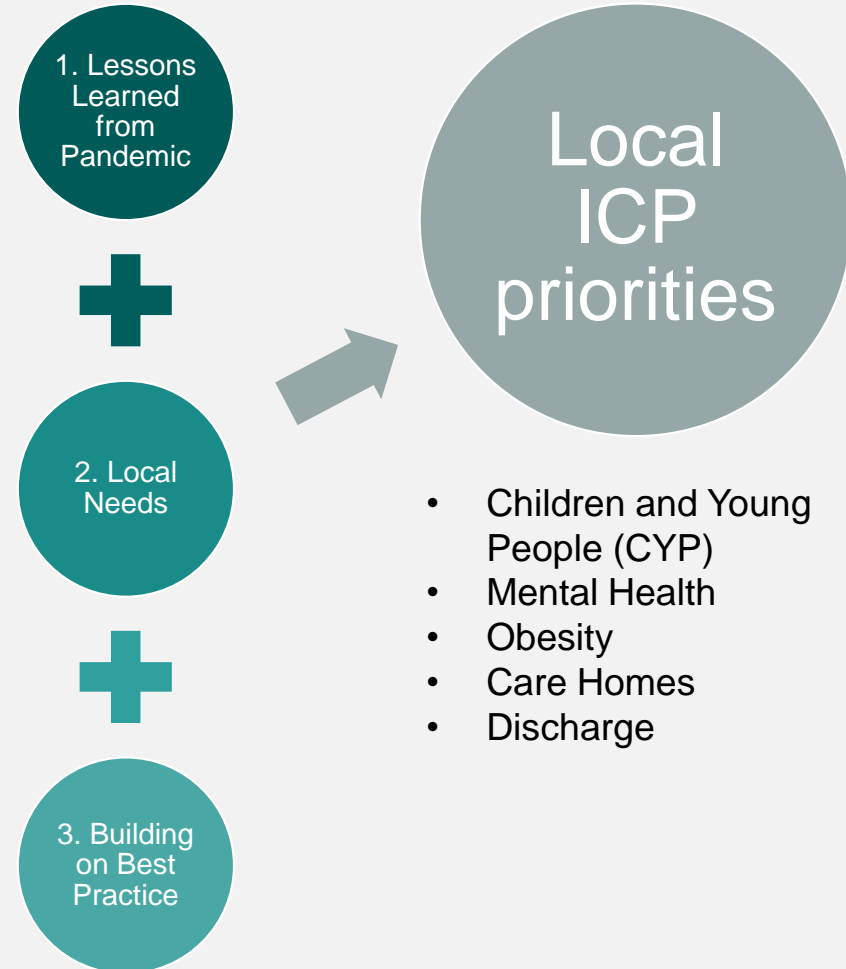 1. Lessons
Learned
from
Pandemic
2. Local
Needs
3. Building
on Best
Practice
Local
ICP
priorities
• Children and Young
People (CYP)
• Mental Health
• Obesity
• Care Homes
• Discharge